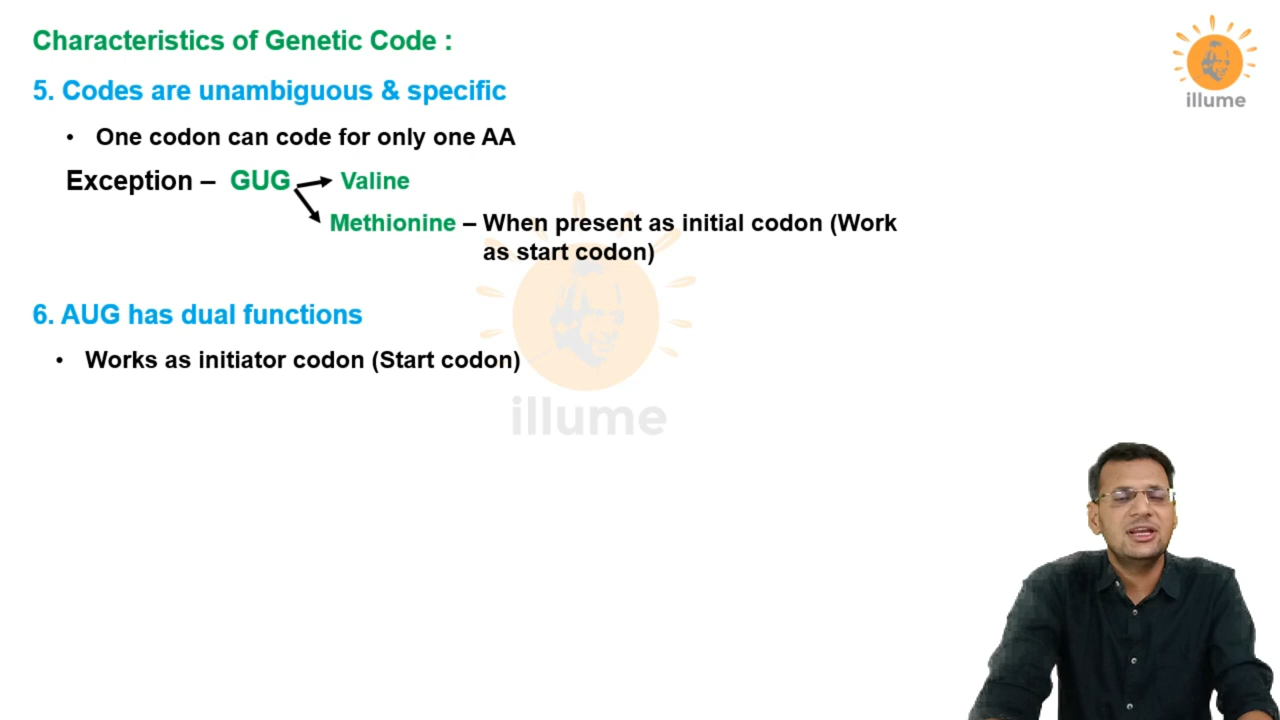 Characteristics of Genetic Code :
illume
5. Codes are unambiguous & specific
• One codon can code for only one AA
Exception – GUG Valine
Methionine – When present as initial codon (Work
as start codon)
6. AUG has dual functions
• Works as initiator codon (Start codon)
illume